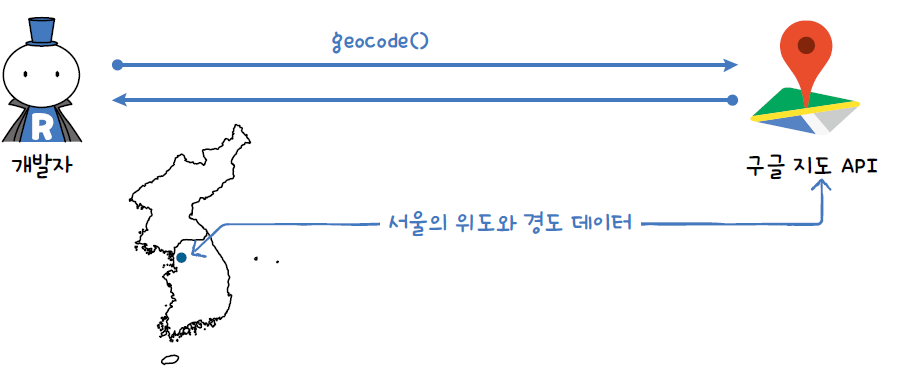 geocode()
R
개발자
구글 지도 API
서울의 위도와 경도 데이터